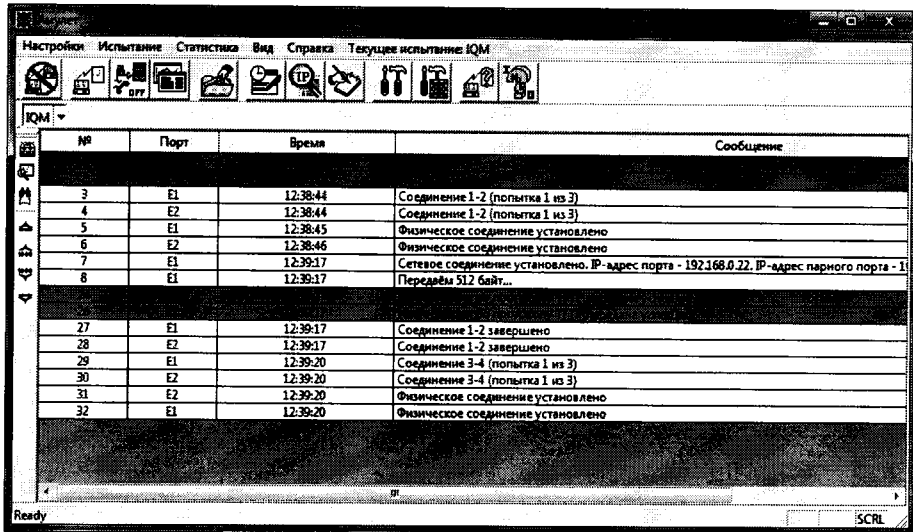 Настройки Испытание Статистика Вид Справка Текущее испытание: IQM
OFF IP
IQM
№ Порт Время Сообщение
3 E1 12:38:44 Соединение 1-2 (попытка 1 из 3)
4 E2 12:38:44 Соединение 1-2 (попытка 1 из 3)
5 E1 12:38:45 Физическое соединение установлено
6 E2 12:38:46 Физическое соединение установлено
7 E1 12:39:17 Сетевое соединение установлено. IP-адрес порта - 192.168.0.22. IP-адрес парного порта - 19
8 E1 12:39:17 Передаём 512 байт...
27 E1 12:39:17 Соединение 1-2 завершено
28 E2 12:39:17 Соединение 1-2 завершено
29 E1 12:39:20 Соединение 3-4 (попытка 1 из 3)
30 E2 12:39:20 Соединение 3-4 (попытка 1 из 3)
31 E2 12:39:20 Физическое соединение установлено
32 E1 12:39:20 Физическое соединение установлено
Ready SCRL